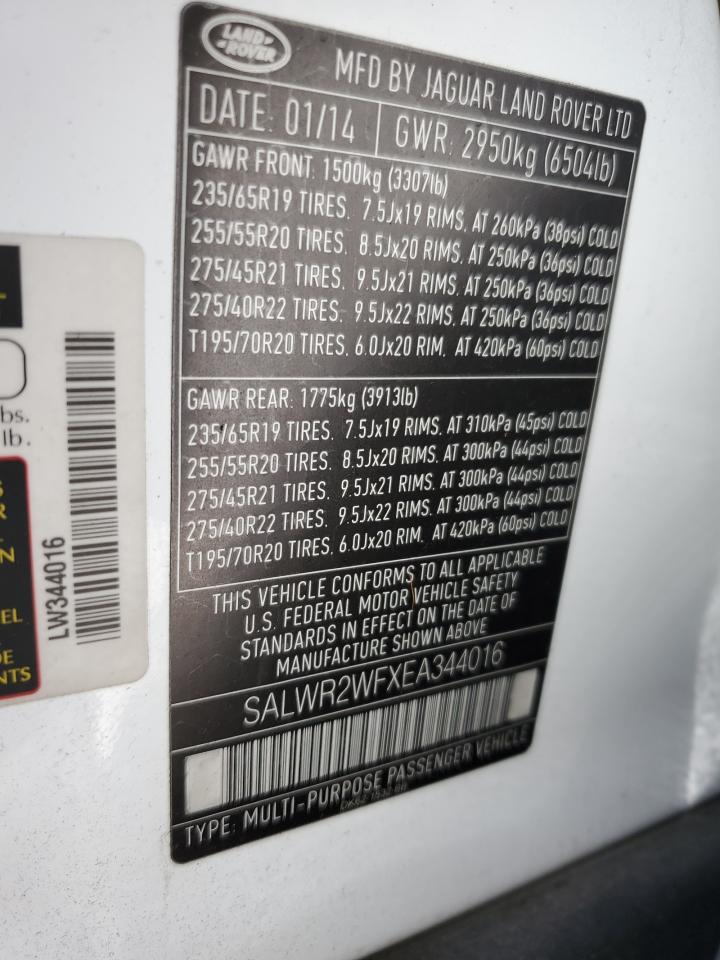 LAND
ROVER
MFD BY JAGUAR LAND ROVER LTD
DATE: 01/14
GWR: 2950kg (6504lb)
GAWR FRONT: 1500kg (3307lb)
235/65R19 TIRES, 7.5Jx19 RIMS, AT 260kPa (38psi) COLD
255/55R20 TIRES, 8.5Jx20 RIMS, AT 250kPa (36psi) COLD
275/45R21 TIRES, 9.5Jx21 RIMS, AT 250kPa (36psi) COLD
275/40R22 TIRES, 9.5Jx22 RIMS, AT 250kPa (36psi) COLD
T195/70R20 TIRES, 6.0Jx20 RIM, AT 420kPa (60psi) COLD
GAWR REAR: 1775kg (3913lb)
235/65R19 TIRES, 7.5Jx19 RIMS, AT 310kPa (45psi) COLD
255/55R20 TIRES, 8.5Jx20 RIMS, AT 300kPa (44psi) COLD
275/45R21 TIRES, 9.5Jx21 RIMS, AT 300kPa (44psi) COLD
275/40R22 TIRES, 9.5Jx22 RIMS, AT 300kPa (44psi) COLD
T195/70R20 TIRES, 6.0Jx20 RIM, AT 420kPa (60psi) COLD
THIS VEHICLE CONFORMS TO ALL APPLICABLE
U.S. FEDERAL MOTOR VEHICLE SAFETY
STANDARDS IN EFFECT ON THE DATE OF
MANUFACTURE SHOWN ABOVE
SALWR2WFXEA344016
TYPE: MULTI-PURPOSE PASSENGER VEHICLE
lbs.
lb.
LW344016